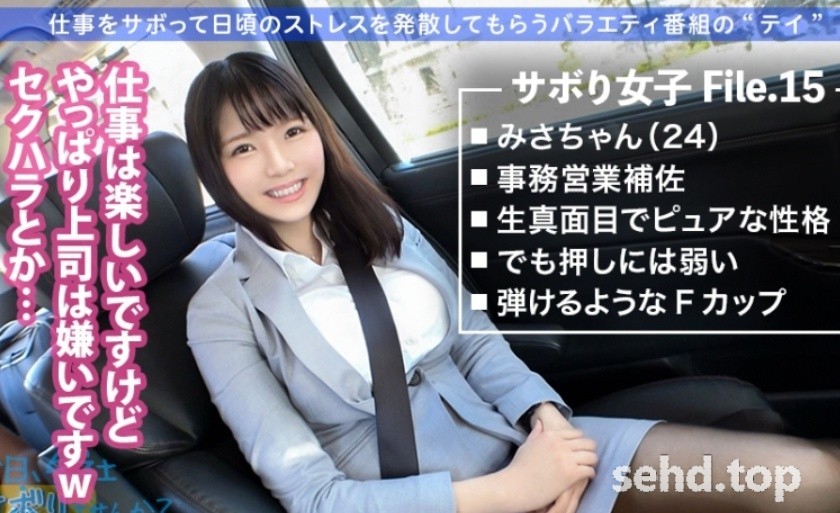 仕事をサボって日頃のストレスを発散してもらうバラエティ番組の“テイ”
仕事は楽しいですけど
やっぱり上司は嫌いですw
セクハラとか…
サボり女子 File.15
■ みさちゃん(24)
■ 事務営業補佐
■ 生真面目でピュアな性格
■ でも押しには弱い
■ 弾けるようなFカップ
sehd.top